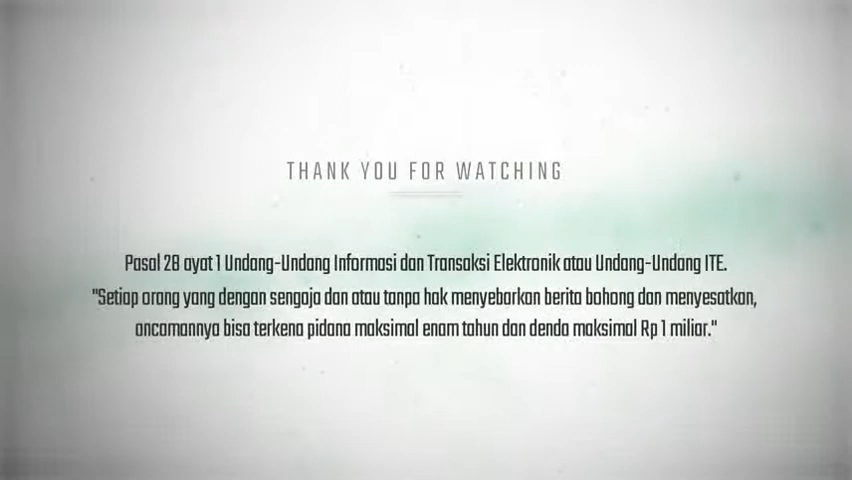 THANK YOU FOR WATCHING
Pasal 28 ayat 1 Undang-Undang Informasi dan Transaksi Elektronik atau Undang-Undang ITE.
"Setiap orang yang dengan sengaja dan atau tanpa hak menyebarkan berita bohong dan menyesatkan,
ancamannya bisa terkena pidana maksimal enam tahun dan denda maksimal Rp 1 miliar."